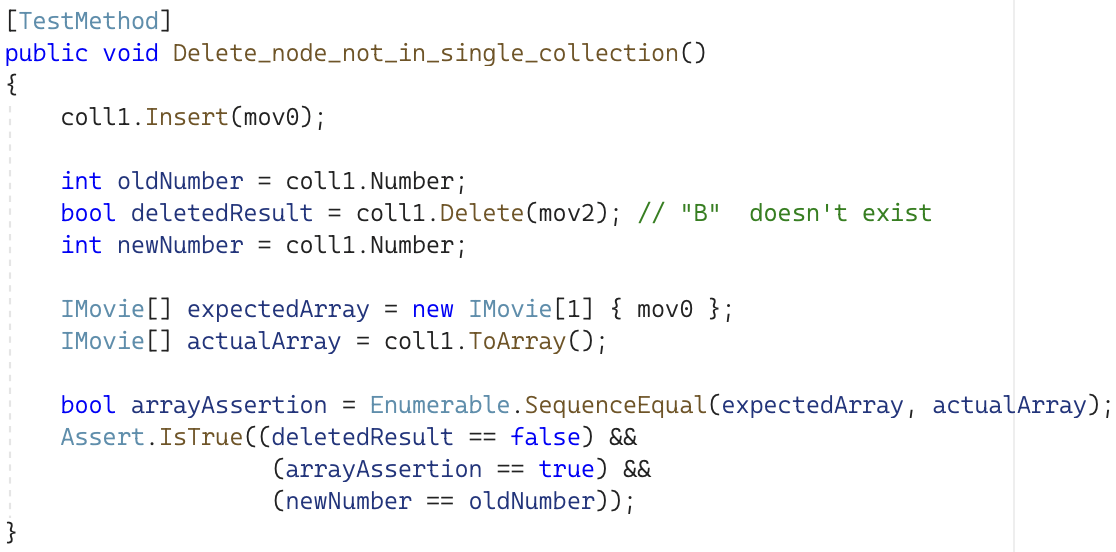 [TestMethod]
public void Delete_node_not_in_single_collection()
{
    coll1.Insert(mov0);

    int oldNumber = coll1.Number;
    bool deletedResult = coll1.Delete(mov2); // "B"  doesn't exist
    int newNumber = coll1.Number;

    IMovie[] expectedArray = new IMovie[1] { mov0 };
    IMovie[] actualArray = coll1.ToArray();

    bool arrayAssertion = Enumerable.SequenceEqual(expectedArray, actualArray);
    Assert.IsTrue((deletedResult == false) &&
                   (arrayAssertion == true) &&
                   (newNumber == oldNumber));
}